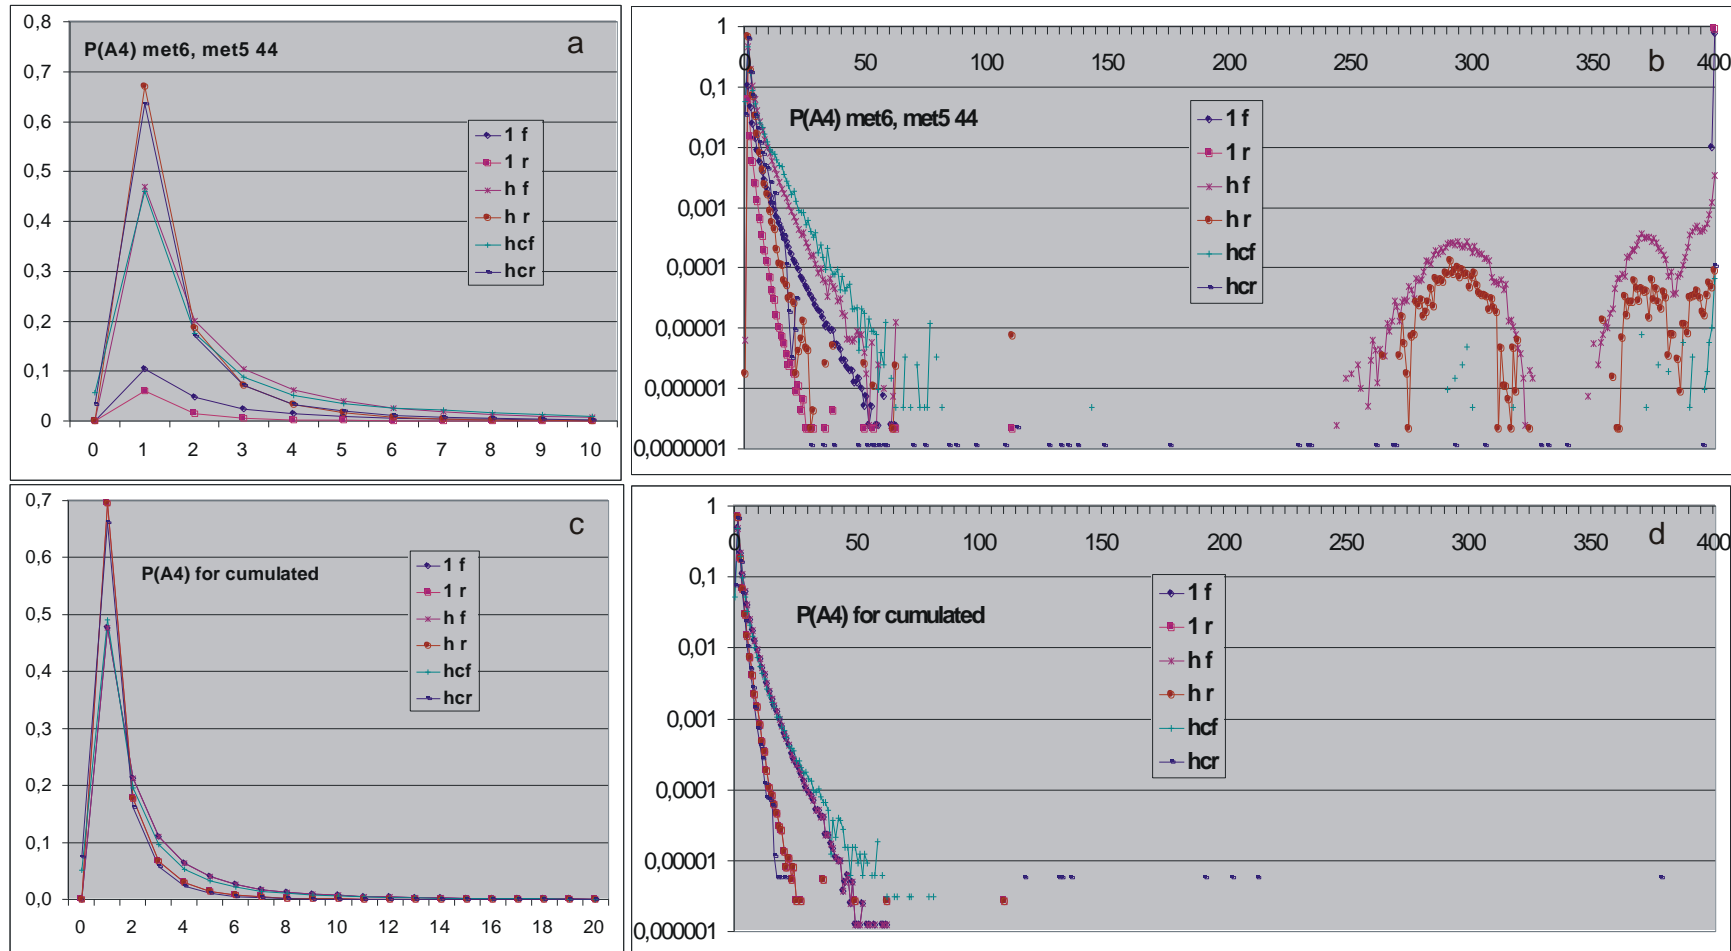 0,8
0,7
0,6
0,5
0,4
0,3
0,2
0,1
0
P(A4) met6, met5 44
a
1 f
1 r
h f
h r
hcf
hcr
0 1 2 3 4 5 6 7 8 9 10
1
0,1
0,01
0,001
0,0001
0,00001
0,000001
0,0000001
0 50 100 150 200 250 300 350 400
b
P(A4) met6, met5 44
1 f
1 r
h f
h r
hcf
hcr
0,7
0,6
0,5
0,4
0,3
0,2
0,1
0,0
c
P(A4) for cumulated
1 f
1 r
h f
h r
hcf
hcr
0 2 4 6 8 10 12 14 16 18 20
1
0,1
0,01
0,001
0,0001
0,00001
0,000001
0 50 100 150 200 250 300 350 400
d
P(A4) for cumulated
1 f
1 r
h f
h r
hcf
hcr